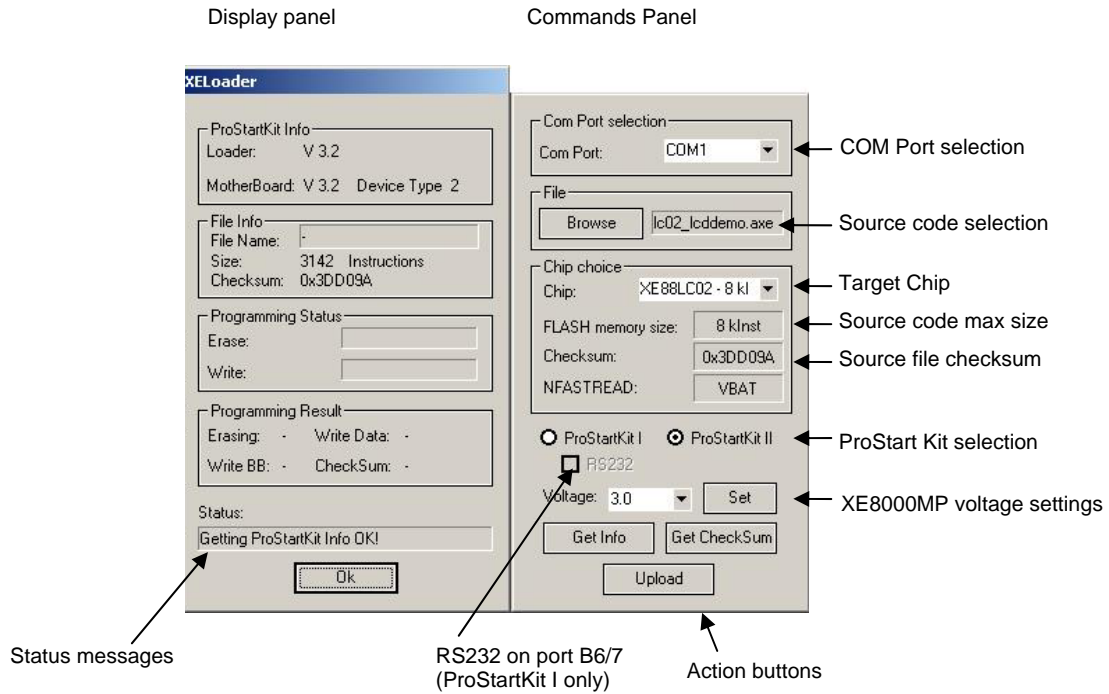 Display panel
Commands Panel
XELoader
ProStartKit Info
Loader: V 3.2
MotherBoard: V 3.2 Device Type 2
File Info
File Name: -
Size: 3142 Instructions
Checksum: 0x3DD09A
Programming Status
Erase:
Write:
Programming Result
Erasing: - Write Data: -
Write BB: - CheckSum: -
Status:
Getting ProStartKit Info OK!
Ok
Com Port selection
Com Port: COM1
File
Browse lc02_lcddemo.axe
Chip choice
Chip: XE88LC02 - 8 kI
FLASH memory size: 8 kInst
Checksum: 0x3DD09A
NFASTREAD: VBAT
ProStartKit I ProStartKit II
RS232
Voltage: 3.0 Set
Get Info Get CheckSum
Upload
COM Port selection
Source code selection
Target Chip
Source code max size
Source file checksum
ProStart Kit selection
XE8000MP voltage settings
Status messages
RS232 on port B6/7
(ProStartKit I only)
Action buttons